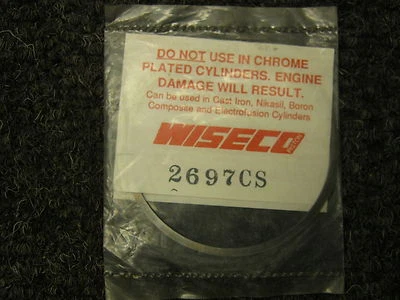 DO NOT USE IN CHROME
PLATED CYLINDERS. ENGINE
DAMAGE WILL RESULT.
Can be used in Cast Iron, Nikasil, Boron
Composite and Electrofusion Cylinders
WISECO
2697CS